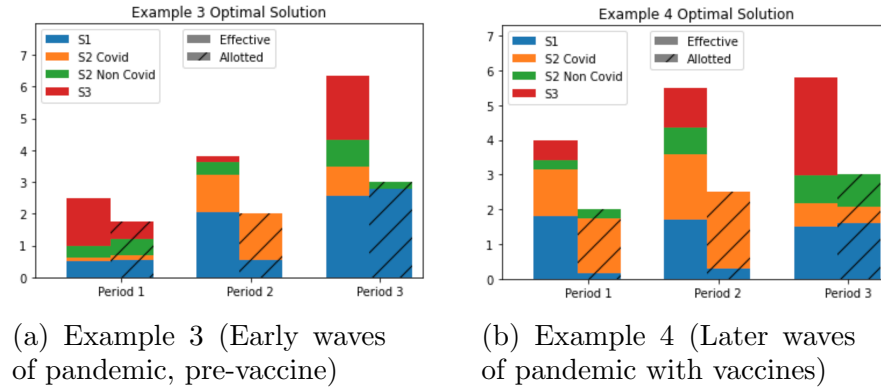 Example 3 Optimal Solution
S1
S2 Covid
S2 Non Covid
S3
Effective
Allotted
7
6
5
4
3
2
1
0
Period 1
Period 2
Period 3
(a) Example 3 (Early waves
of pandemic, pre-vaccine)
Example 4 Optimal Solution
S1
S2 Covid
S2 Non Covid
S3
Effective
Allotted
7
6
5
4
3
2
1
0
Period 1
Period 2
Period 3
(b) Example 4 (Later waves
of pandemic with vaccines)